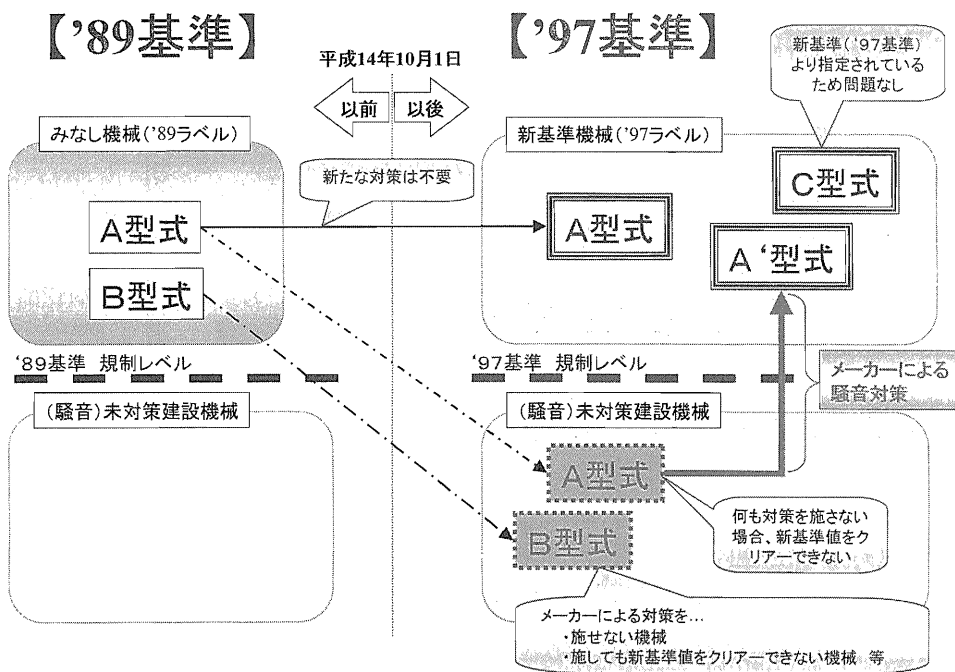 【’89基準】
【’97基準】
平成14年10月1日
以前
以後
新基準(’97基準)
より指定されている
ため問題なし
みなし機械(’89ラベル)
新基準機械(’97ラベル)
新たな対策は不要
C型式
A型式
A型式
A‘型式
B型式
‘89基準 規制レベル
‘97基準 規制レベル
メーカーによる
騒音対策
(騒音)未対策建設機械
(騒音)未対策建設機械
A型式
何も対策を施さない
場合、新基準値をク
リアーできない
B型式
メーカーによる対策を…
・施せない機械
・施しても新基準値をクリアーできない機械 等